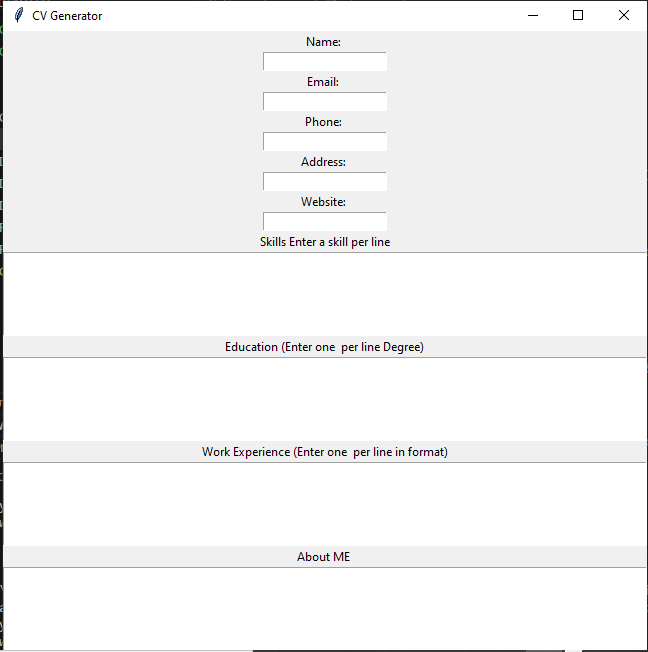 CV Generator
Name:
Email:
Phone:
Address:
Website:
Skills Enter a skill per line
Education (Enter one  per line Degree)
Work Experience (Enter one  per line in format)
About ME